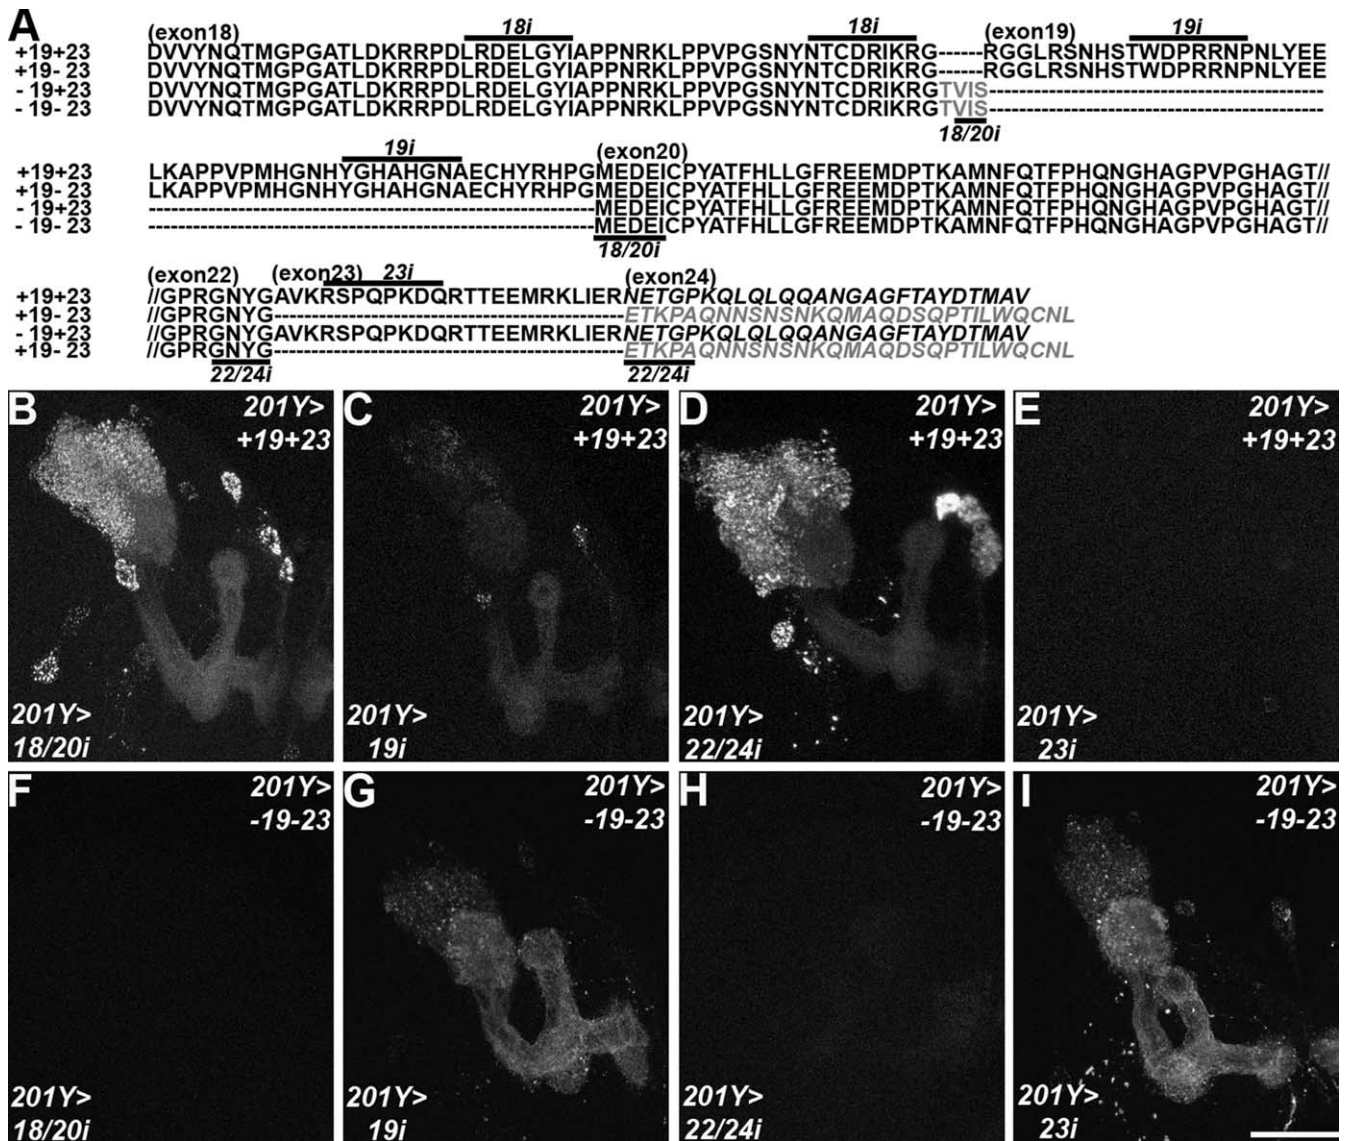 A
(exon18) 18i 18i (exon19) 19i
+19+23 DVVYNQTMGPGATLDKRRPDLRDELGYIAPPNRKLPPVPGSNYNTCDRIKRG------RGGLRSNHSTWDPRRNPNLYEE
+19- 23 DVVYNQTMGPGATLDKRRPDLRDELGYIAPPNRKLPPVPGSNYNTCDRIKRG------RGGLRSNHSTWDPRRNPNLYEE
- 19+23 DVVYNQTMGPGATLDKRRPDLRDELGYIAPPNRKLPPVPGSNYNTCDRIKRGTVIS----------------------------------------------
- 19- 23 DVVYNQTMGPGATLDKRRPDLRDELGYIAPPNRKLPPVPGSNYNTCDRIKRGTVIS----------------------------------------------
18/20i
19i (exon20)
+19+23 LKAPPVPMHGNHYGHAHGNAECHYRHPGMEDEICPYATFHLLGFREEMDPTKAMNFQTFPHQNGHAGPVPGHAGT//
+19- 23 LKAPPVPMHGNHYGHAHGNAECHYRHPGMEDEICPYATFHLLGFREEMDPTKAMNFQTFPHQNGHAGPVPGHAGT//
- 19+23 ------------------------------------------------------------MEDEICPYATFHLLGFREEMDPTKAMNFQTFPHQNGHAGPVPGHAGT//
- 19- 23 ------------------------------------------------------------MEDEICPYATFHLLGFREEMDPTKAMNFQTFPHQNGHAGPVPGHAGT//
18/20i
(exon22) (exon23) 23i (exon24)
+19+23 //GPRGNYGAVKRSPQPKDQRTTEEMRKLIERNETGPKQLQLQQANGAGFTAYDTMAV
+19- 23 //GPRGNYG------------------------------------------------ETKPAQNNSNSNKQMAQDSQPTILWQCNL
- 19+23 //GPRGNYGAVKRSPQPKDQRTTEEMRKLIERNETGPKQLQLQQANGAGFTAYDTMAV
+19- 23 //GPRGNYG------------------------------------------------ETKPAQNNSNSNKQMAQDSQPTILWQCNL
22/24i 22/24i
B
201Y>
+19+23
201Y>
18/20i
C
201Y>
+19+23
201Y>
19i
D
201Y>
+19+23
201Y>
22/24i
E
201Y>
+19+23
201Y>
23i
F
201Y>
-19-23
201Y>
18/20i
G
201Y>
-19-23
201Y>
19i
H
201Y>
-19-23
201Y>
22/24i
I
201Y>
-19-23
201Y>
23i